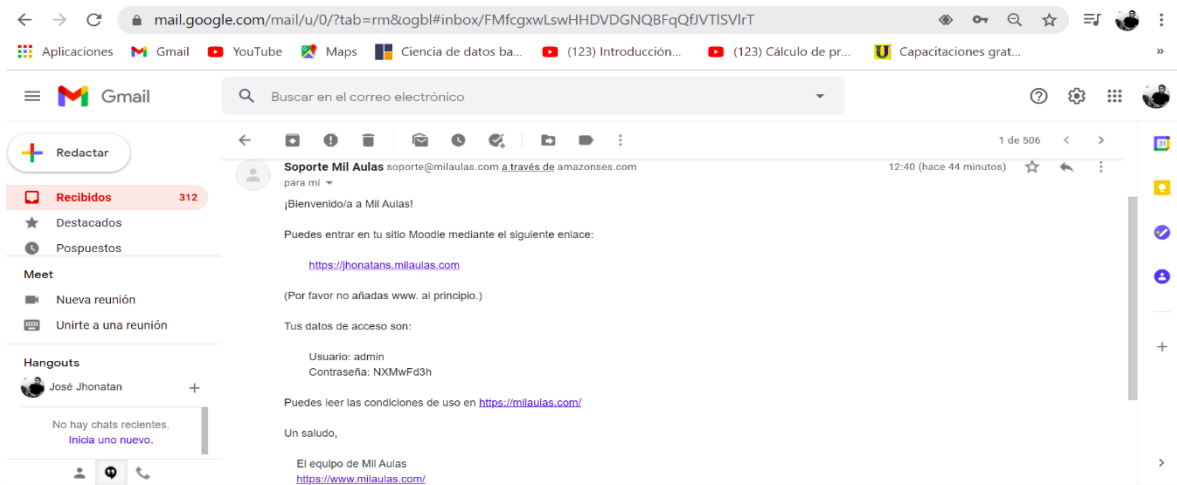 mail.google.com/mail/u/0/?tab=rm&ogbl#inbox/FMfcgxwLswHHDVDGNQBFqQfJVTlSVlrT
Aplicaciones Gmail YouTube Maps Ciencia de datos ba... (123) Introducción... (123) Cálculo de pr... Capacitaciones grat... »
Gmail
Buscar en el correo electrónico
Redactar
1 de 506
Recibidos 312
Destacados
Pospuestos
Meet
Nueva reunión
Unirte a una reunión
Hangouts
José Jhonatan
No hay chats recientes.
Inicia uno nuevo.
Soporte Mil Aulas soporte@milaulas.com a través de amazonses.com 12:40 (hace 44 minutos)
para mí
¡Bienvenido/a a Mil Aulas!
Puedes entrar en tu sitio Moodle mediante el siguiente enlace:
https://jhonatans.milaulas.com
(Por favor no añadas www. al principio.)
Tus datos de acceso son:
Usuario: admin
Contraseña: NXMwFd3h
Puedes leer las condiciones de uso en https://milaulas.com/
Un saludo,
El equipo de Mil Aulas
https://www.milaulas.com/
31